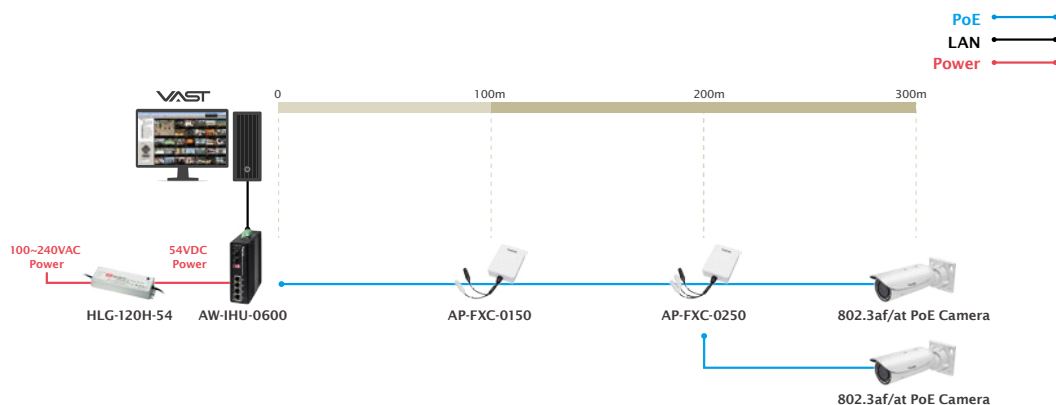 PoE
LAN
Power
VAST
0
100m
200m
300m
100~240VAC
Power
54VDC
Power
HLG-120H-54
AW-IHU-0600
AP-FXC-0150
AP-FXC-0250
802.3af/at PoE Camera
802.3af/at PoE Camera